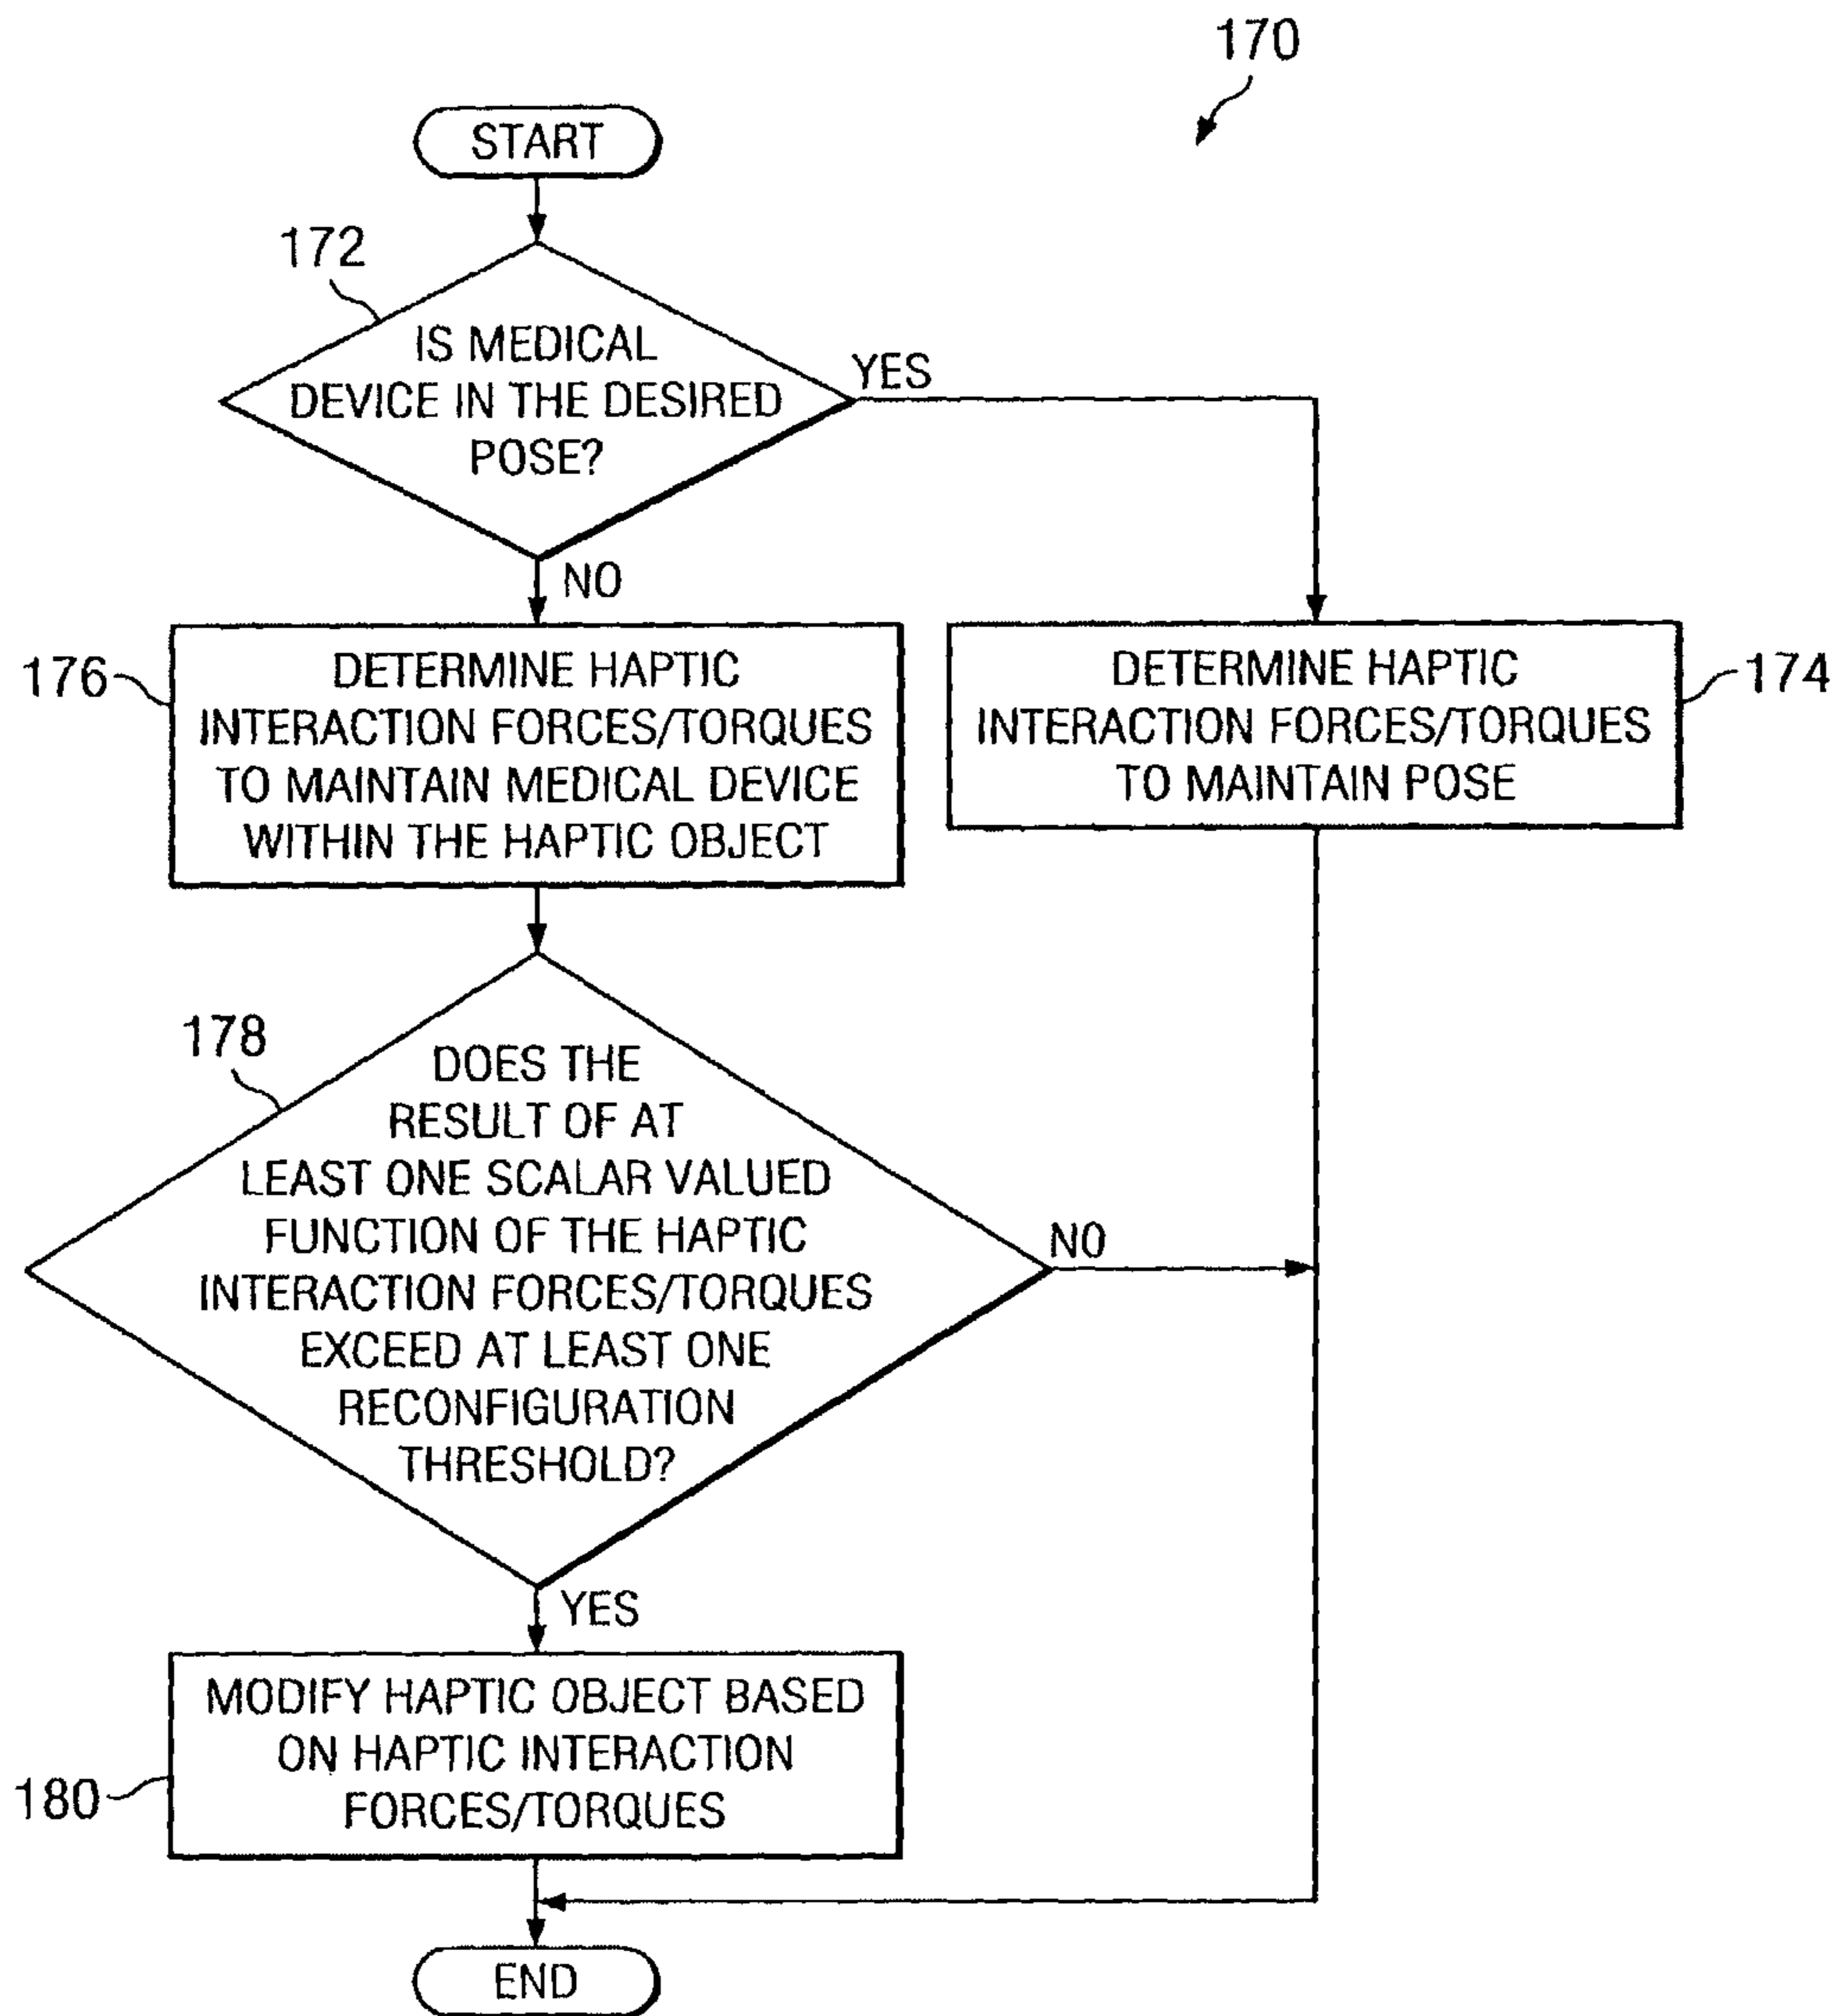 170
START
172
IS MEDICAL
DEVICE IN THE DESIRED
POSE?
YES
NO
176
DETERMINE HAPTIC
INTERACTION FORCES/TORQUES
TO MAINTAIN MEDICAL DEVICE
WITHIN THE HAPTIC OBJECT
DETERMINE HAPTIC
INTERACTION FORCES/TORQUES
TO MAINTAIN POSE
174
178
DOES THE
RESULT OF AT
LEAST ONE SCALAR VALUED
FUNCTION OF THE HAPTIC
INTERACTION FORCES/TORQUES
EXCEED AT LEAST ONE
RECONFIGURATION
THRESHOLD?
NO
YES
MODIFY HAPTIC OBJECT BASED
ON HAPTIC INTERACTION
FORCES/TORQUES
180
END